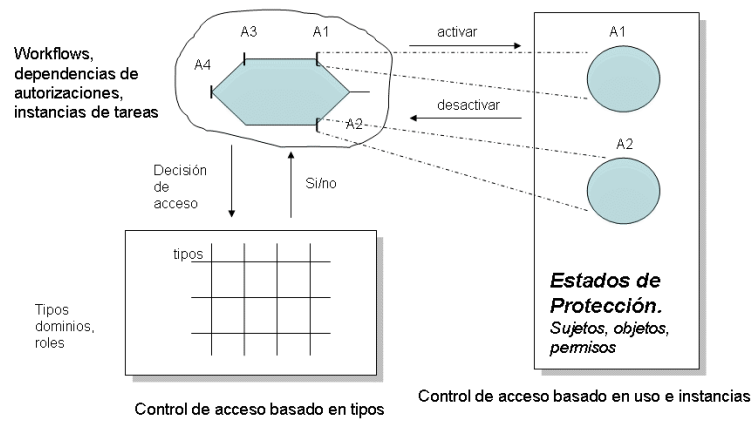 Workflows,
dependencias de
autorizaciones,
instancias de tareas
A3
A1
A4
A2
activar
desactivar
A1
A2
Decisión
de
acceso
Si/no
tipos
Tipos
dominios,
roles
Estados de
Protección.
Sujetos, objetos,
permisos
Control de acceso basado en tipos
Control de acceso basado en uso e instancias